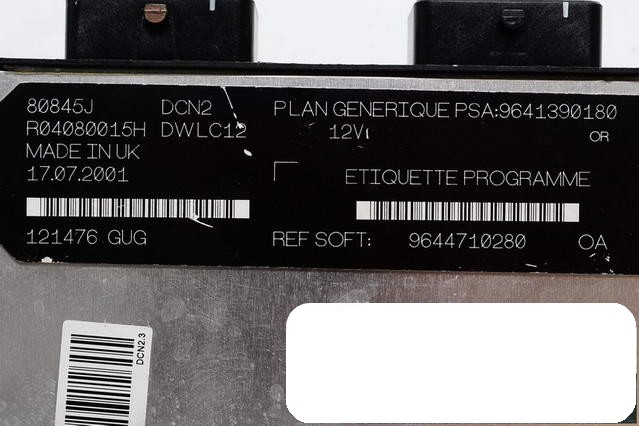 80845J DCN2 PLAN GENERIQUE PSA:9641390180
R04080015H DWLC12 12V OR
MADE IN UK
17.07.2001 ETIQUETTE PROGRAMME
121476 GUG REF SOFT: 9644710280 OA
DCN2.3